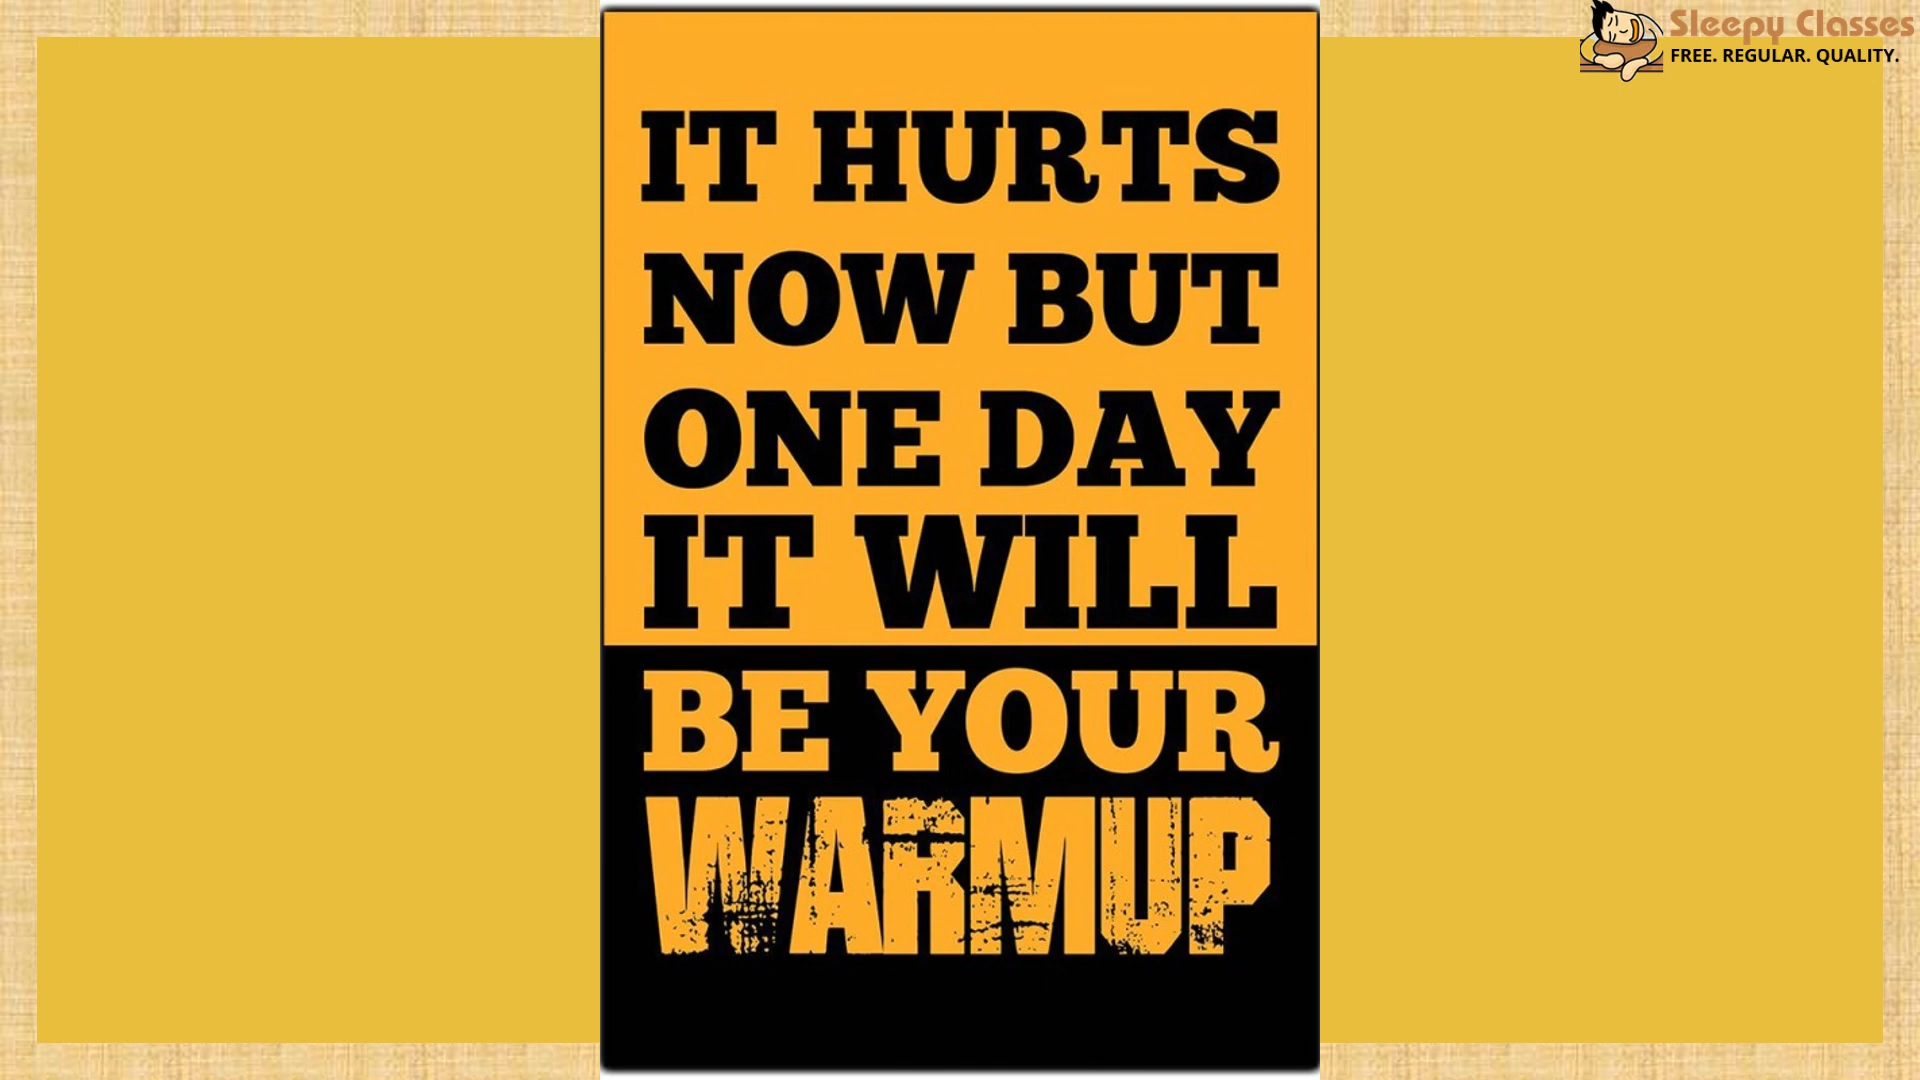 Sleepy Classes
FREE. REGULAR. QUALITY.
IT HURTS
NOW BUT
ONE DAY
IT WILL
BE YOUR
WARMUP